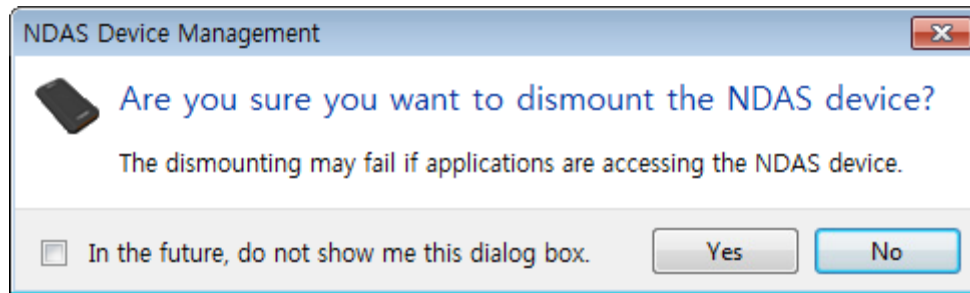 NDAS Device Management
Are you sure you want to dismount the NDAS device?
The dismounting may fail if applications are accessing the NDAS device.
In the future, do not show me this dialog box.
Yes
No